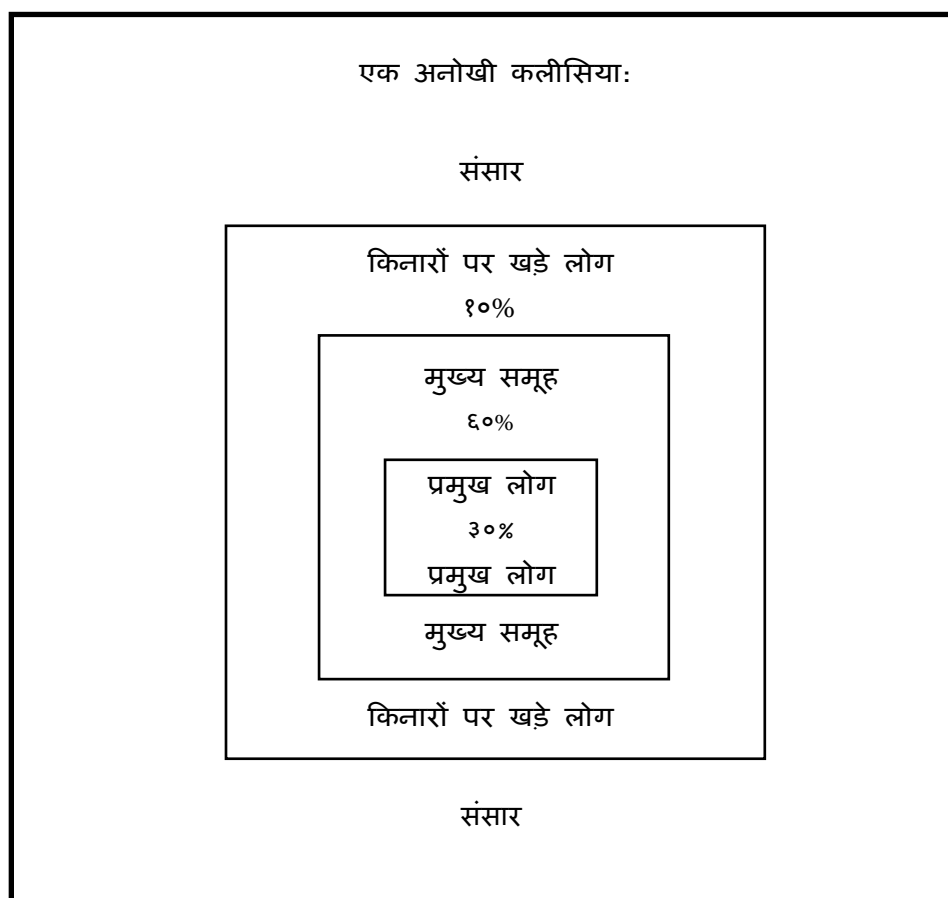 एक अनोखी कलीसिया:
संसार
किनारों पर खड़े लोग
१०%
मुख्य समूह
६०%
प्रमुख लोग
३०%
प्रमुख लोग
मुख्य समूह
किनारों पर खड़े लोग
संसार